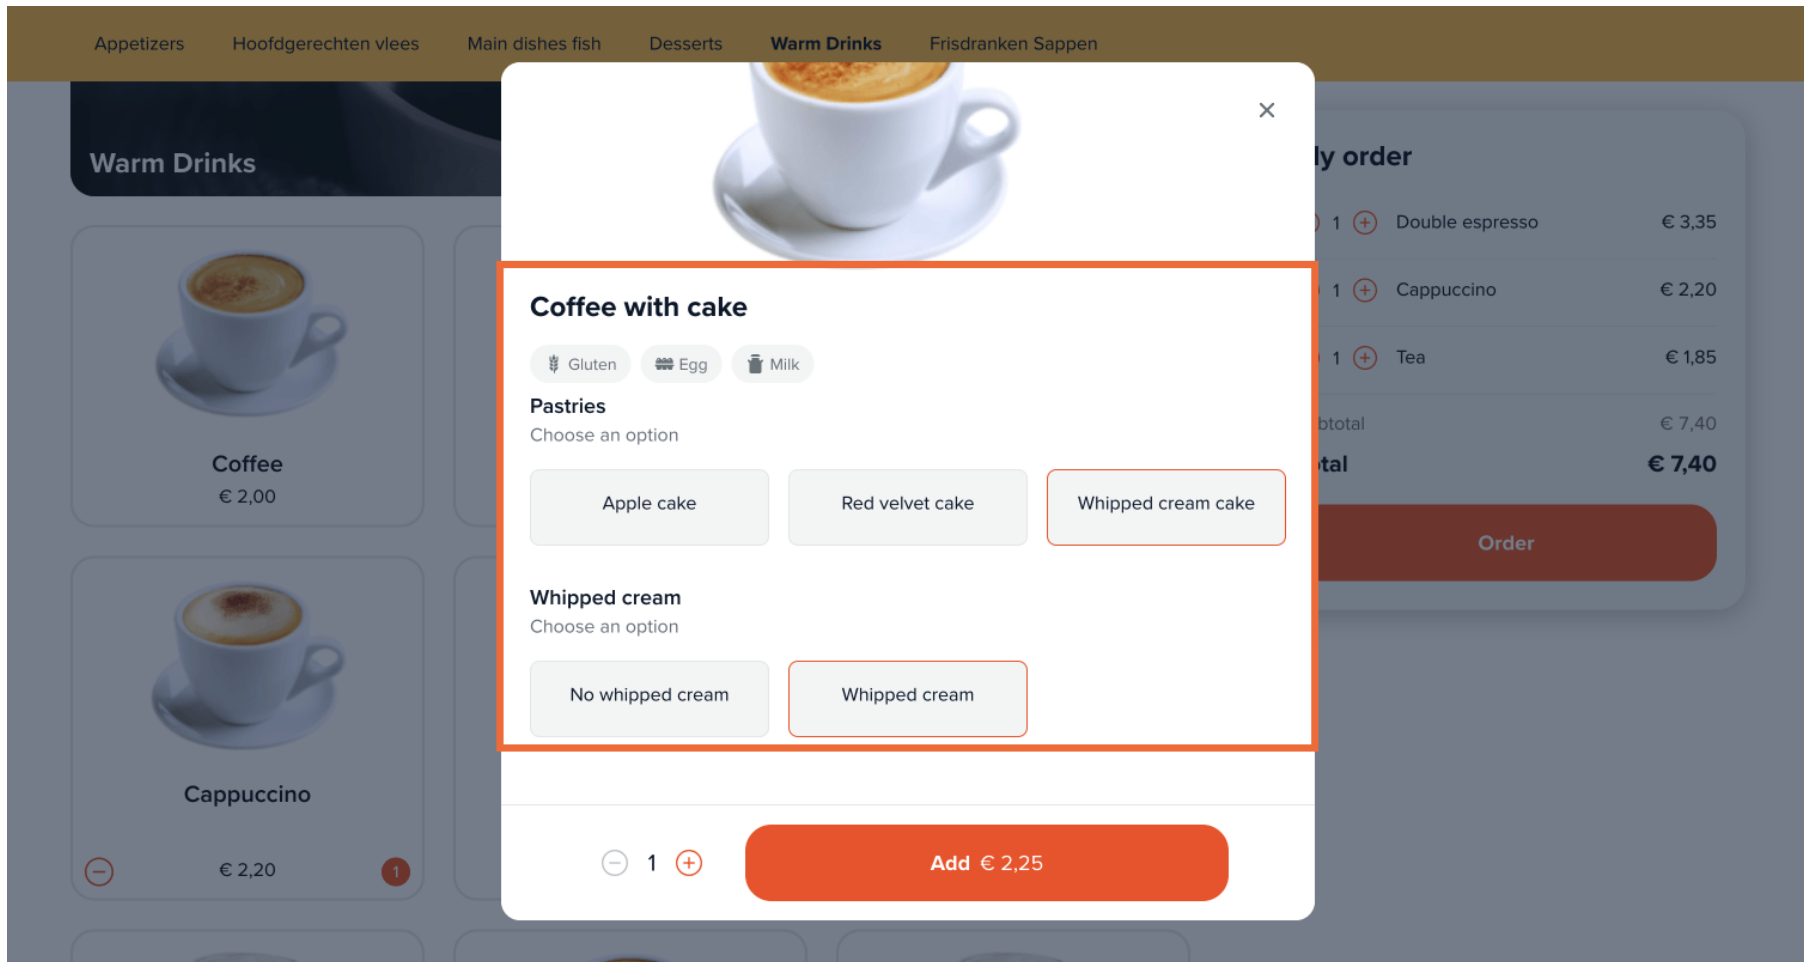 Appetizers Hoofdgerechten vlees Main dishes fish Desserts Warm Drinks Frisdranken Sappen
Warm Drinks
Coffee
€ 2,00
Cappuccino
€ 2,20 1
Coffee with cake
Gluten Egg Milk
Pastries
Choose an option
Apple cake Red velvet cake Whipped cream cake
Whipped cream
Choose an option
No whipped cream Whipped cream
1 Add € 2,25
order
1 Double espresso € 3,35
1 Cappuccino € 2,20
1 Tea € 1,85
€ 7,40
€ 7,40
Order